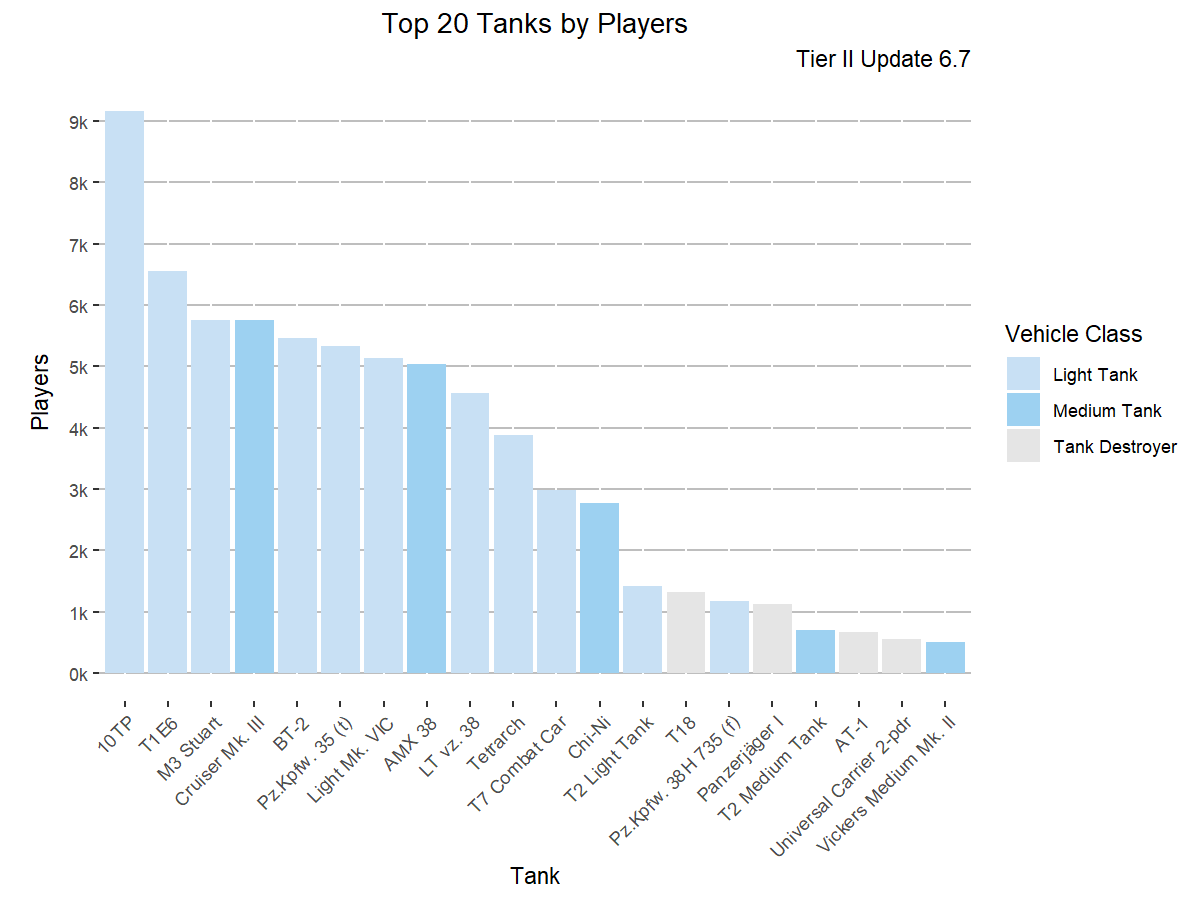 Top 20 Tanks by Players
Tier II Update 6.7
9k
8k
7k
6k
5k
4k
3k
2k
1k
0k
Players
10TP
T1E6
M3 Stuart
Cruiser Mk. III
BT-2
Pz.Kpfw. 35 (t)
Light Mk. VIC
AMX 38
LT vz. 38
Tetrarch
T7 Combat Car
Chi-Ni
T2 Light Tank
T18
Pz.Kpfw. 38H 735 (f)
Panzerjäger I
T2 Medium Tank
AT-1
Universal Carrier 2-pdr
Vickers Medium Mk. II
Tank
Vehicle Class
Light Tank
Medium Tank
Tank Destroyer